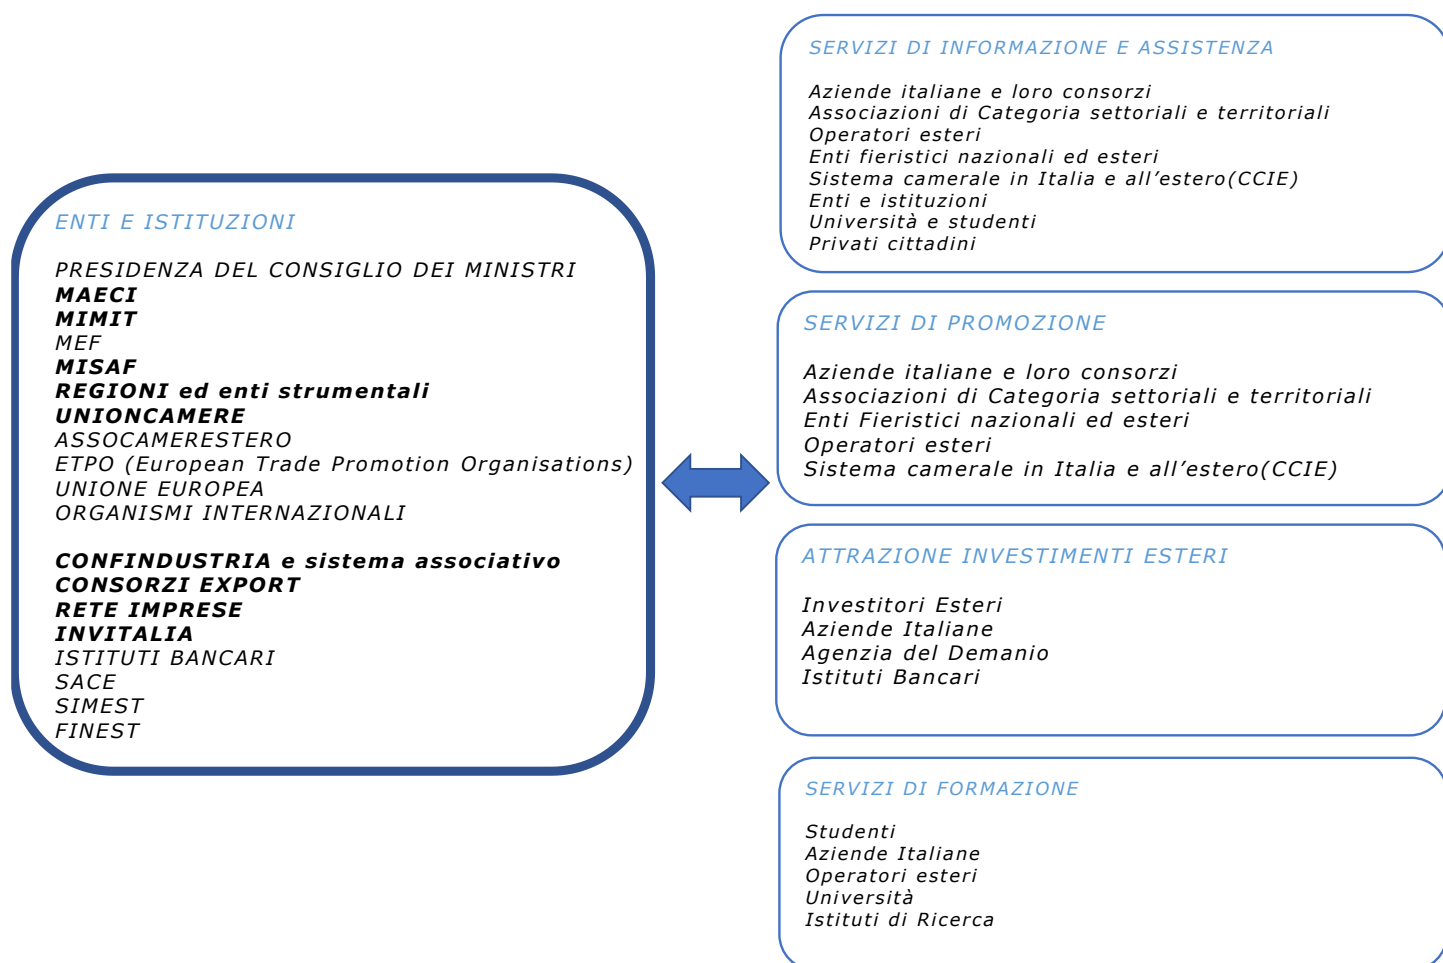 ENTI E ISTITUZIONI
PRESIDENZA DEL CONSIGLIO DEI MINISTRI
MAECI
MIMIT
MEF
MISAF
REGIONI ed enti strumentali
UNIONCAMERE
ASSOCAMERESTERO
ETPO (European Trade Promotion Organisations)
UNIONE EUROPEA
ORGANISMI INTERNAZIONALI
CONFINDUSTRIA e sistema associativo
CONSORZI EXPORT
RETE IMPRESE
INVITALIA
ISTITUTI BANCARI
SACE
SIMEST
FINEST
SERVIZI DI INFORMAZIONE E ASSISTENZA
Aziende italiane e loro consorzi
Associazioni di Categoria settoriali e territoriali
Operatori esteri
Enti fieristici nazionali ed esteri
Sistema camerale in Italia e all'estero(CCIE)
Enti e istituzioni
Università e studenti
Privati cittadini
SERVIZI DI PROMOZIONE
Aziende italiane e loro consorzi
Associazioni di Categoria settoriali e territoriali
Enti Fieristici nazionali ed esteri
Operatori esteri
Sistema camerale in Italia e all'estero(CCIE)
ATTRAZIONE INVESTIMENTI ESTERI
Investitori Esteri
Aziende Italiane
Agenzia del Demanio
Istituti Bancari
SERVIZI DI FORMAZIONE
Studenti
Aziende Italiane
Operatori esteri
Università
Istituti di Ricerca